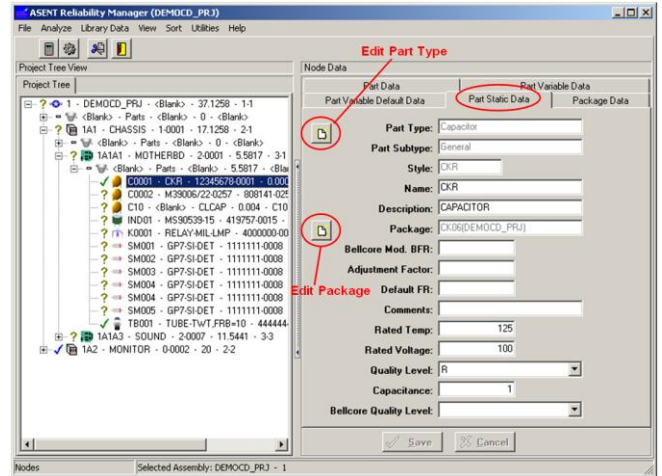 ASENT Reliability Manager (DEMOCD_PRJ)
File Analyze Library Data View Sort Utilities Help
Edit Part Type
Project Tree View
Node Data
Project Tree
Part Data
Part Variable Data
Part Variable Default Data
Part Static Data
Package Data
? 1 - DEMOCD_PRJ - <Blank> - 37.1258 - 1-1
<Blank> - Parts - <Blank> - 0 - <Blank>
? 1A1 - CHASSIS - 1-0001 - 17.1258 - 2-1
<Blank> - Parts - <Blank> - 0 - <Blank>
? 1A1A1 - MOTHERBD - 2-0001 - 5.5817 - 3-1
<Blank> - Parts - <Blank> - 5.5817 - <Blan
C0001 - CKR - 12345678-0001 - 0.000
? C0002 - M39006/22-0257 - 808141-025
? C10 - <Blank> - CLCAP - 0.004 - C10
? IND01 - MS90539-15 - 419757-0015 -
? K0001 - RELAY-MIL-LMP - 4000000-00
? SM001 - GP7-SI-DET - 1111111-0008
? SM002 - GP7-SI-DET - 1111111-0008
? SM003 - GP7-SI-DET - 1111111-0008
? SM004 - GP7-SI-DET - 1111111-0008
? SM004 - GP7-SI-DET - 1111111-0008
? SM005 - GP7-SI-DET - 1111111-0008
TB001 - TUBE-TWT,FRB=10 - 444444-
? 1A1A3 - SOUND - 2-0007 - 11.5441 - 3-3
1A2 - MONITOR - 0-0002 - 20 - 2-2
Part Type: Capacitor
Part Subtype: General
Style: CKR
Name: CKR
Description: CAPACITOR
Package: CK06(DEMOCD_PRJ)
Bellcore Mod. BFR:
Adjustment Factor:
Edit Package
Default FR:
Comments:
Rated Temp: 125
Rated Voltage: 100
Quality Level: R
Capacitance: 1
Bellcore Quality Level:
Save Cancel
Nodes
Selected Assembly: DEMOCD_PRJ - 1